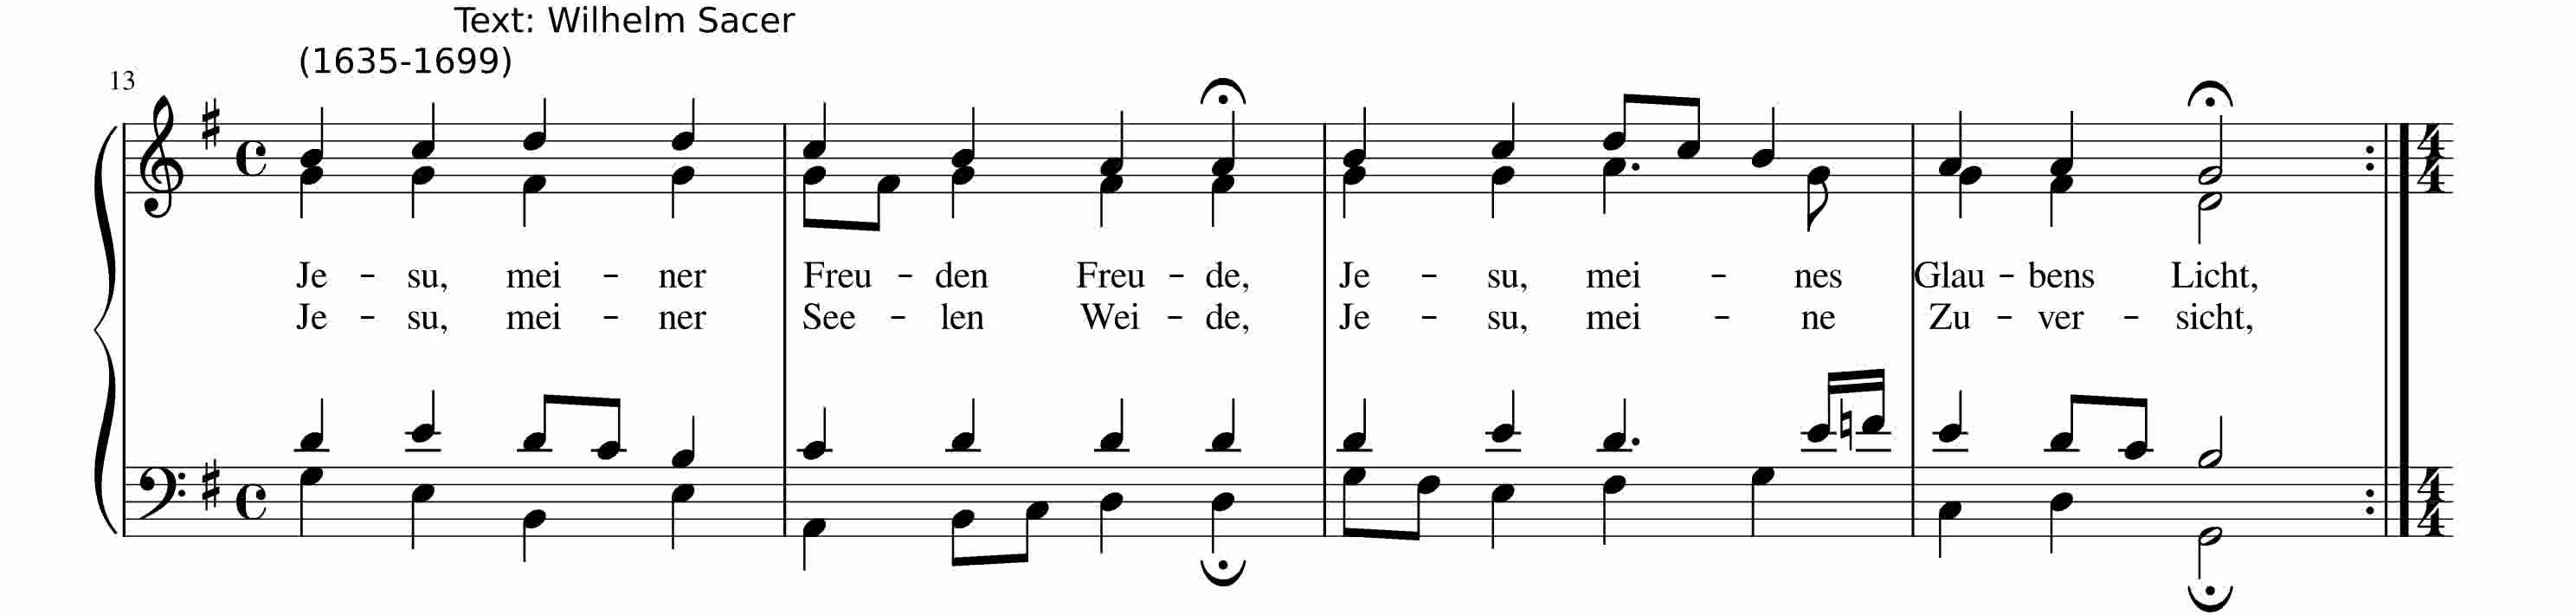 Text: Wilhelm Sacer
(1635-1699)
13
Je - su, mei - ner Freu - den Freu - de, Je - su, mei - nes Glau - bens Licht,
Je - su, mei - ner See - len Wei - de, Je - su, mei - ne Zu - ver - sicht,